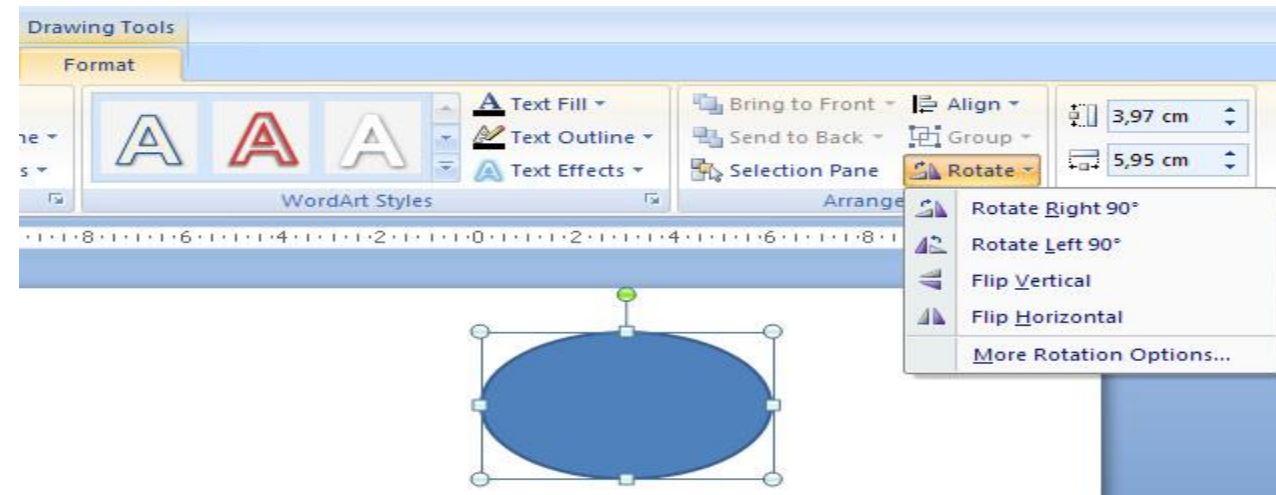 Drawing Tools
Format
ne
Text Fill
Bring to Front
Align
3,97 cm
A A A
Text Outline
Send to Back
Group
s
Text Effects
Selection Pane
Rotate
5,95 cm
WordArt Styles
Arrange
8 6 4 2 0 2 4 6 8
Rotate Right 90°
Rotate Left 90°
Flip Vertical
Flip Horizontal
More Rotation Options...